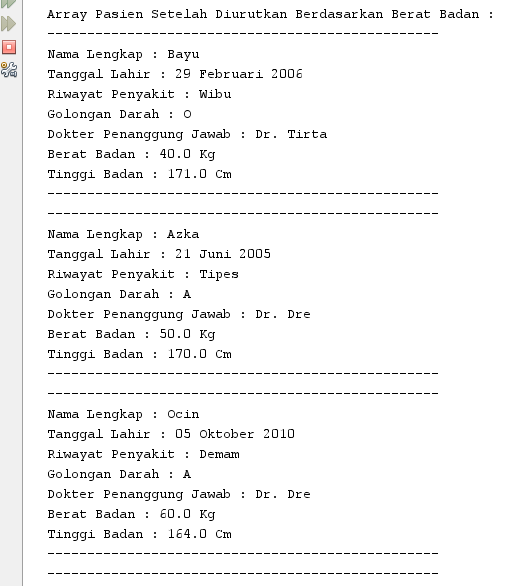 Array Pasien Setelah Diurutkan Berdasarkan Berat Badan :
-------------------------------------------------
Nama Lengkap : Bayu
Tanggal Lahir : 29 Februari 2006
Riwayat Penyakit : Wibu
Golongan Darah : O
Dokter Penanggung Jawab : Dr. Tirta
Berat Badan : 40.0 Kg
Tinggi Badan : 171.0 Cm
-------------------------------------------------
-------------------------------------------------
Nama Lengkap : Azka
Tanggal Lahir : 21 Juni 2005
Riwayat Penyakit : Tipes
Golongan Darah : A
Dokter Penanggung Jawab : Dr. Dre
Berat Badan : 50.0 Kg
Tinggi Badan : 170.0 Cm
-------------------------------------------------
-------------------------------------------------
Nama Lengkap : Ocin
Tanggal Lahir : 05 Oktober 2010
Riwayat Penyakit : Demam
Golongan Darah : A
Dokter Penanggung Jawab : Dr. Dre
Berat Badan : 60.0 Kg
Tinggi Badan : 164.0 Cm
-------------------------------------------------
-------------------------------------------------